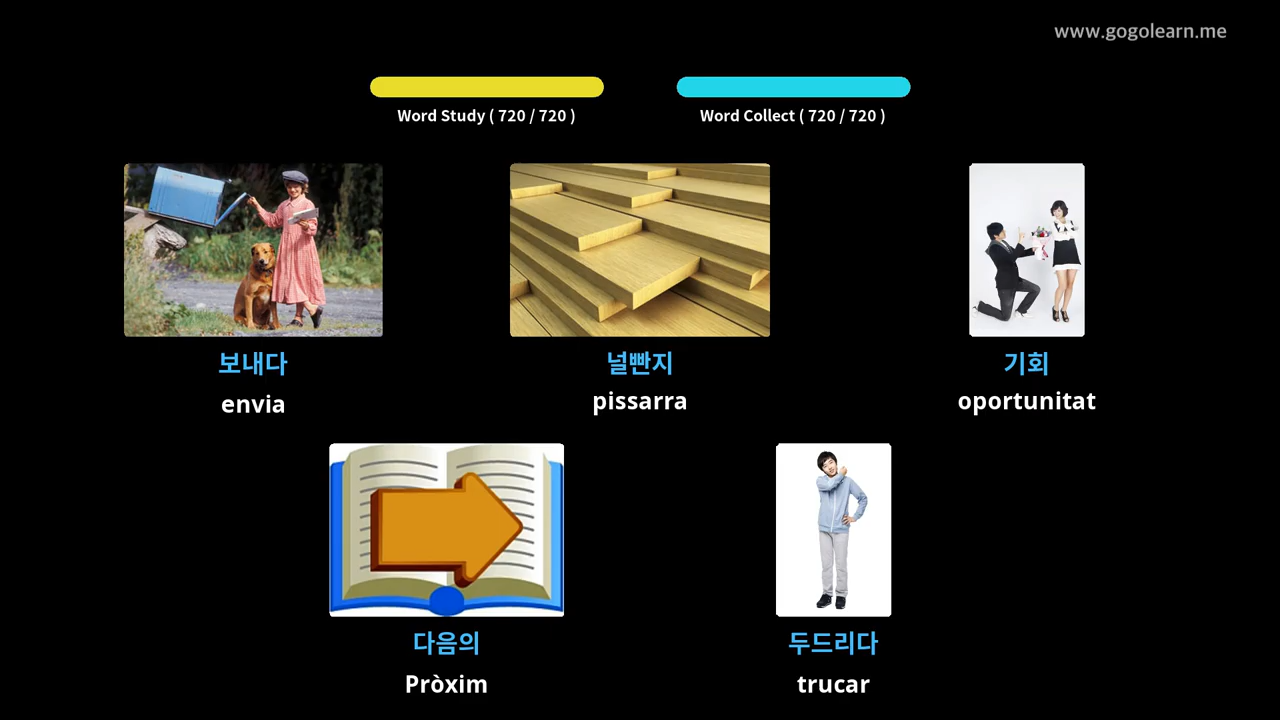 www.gogolearn.me
Word Study ( 720 / 720 )
Word Collect ( 720 / 720 )
보내다
envia
널빤지
pissarra
기회
oportunitat
다음의
Pròxim
두드리다
trucar